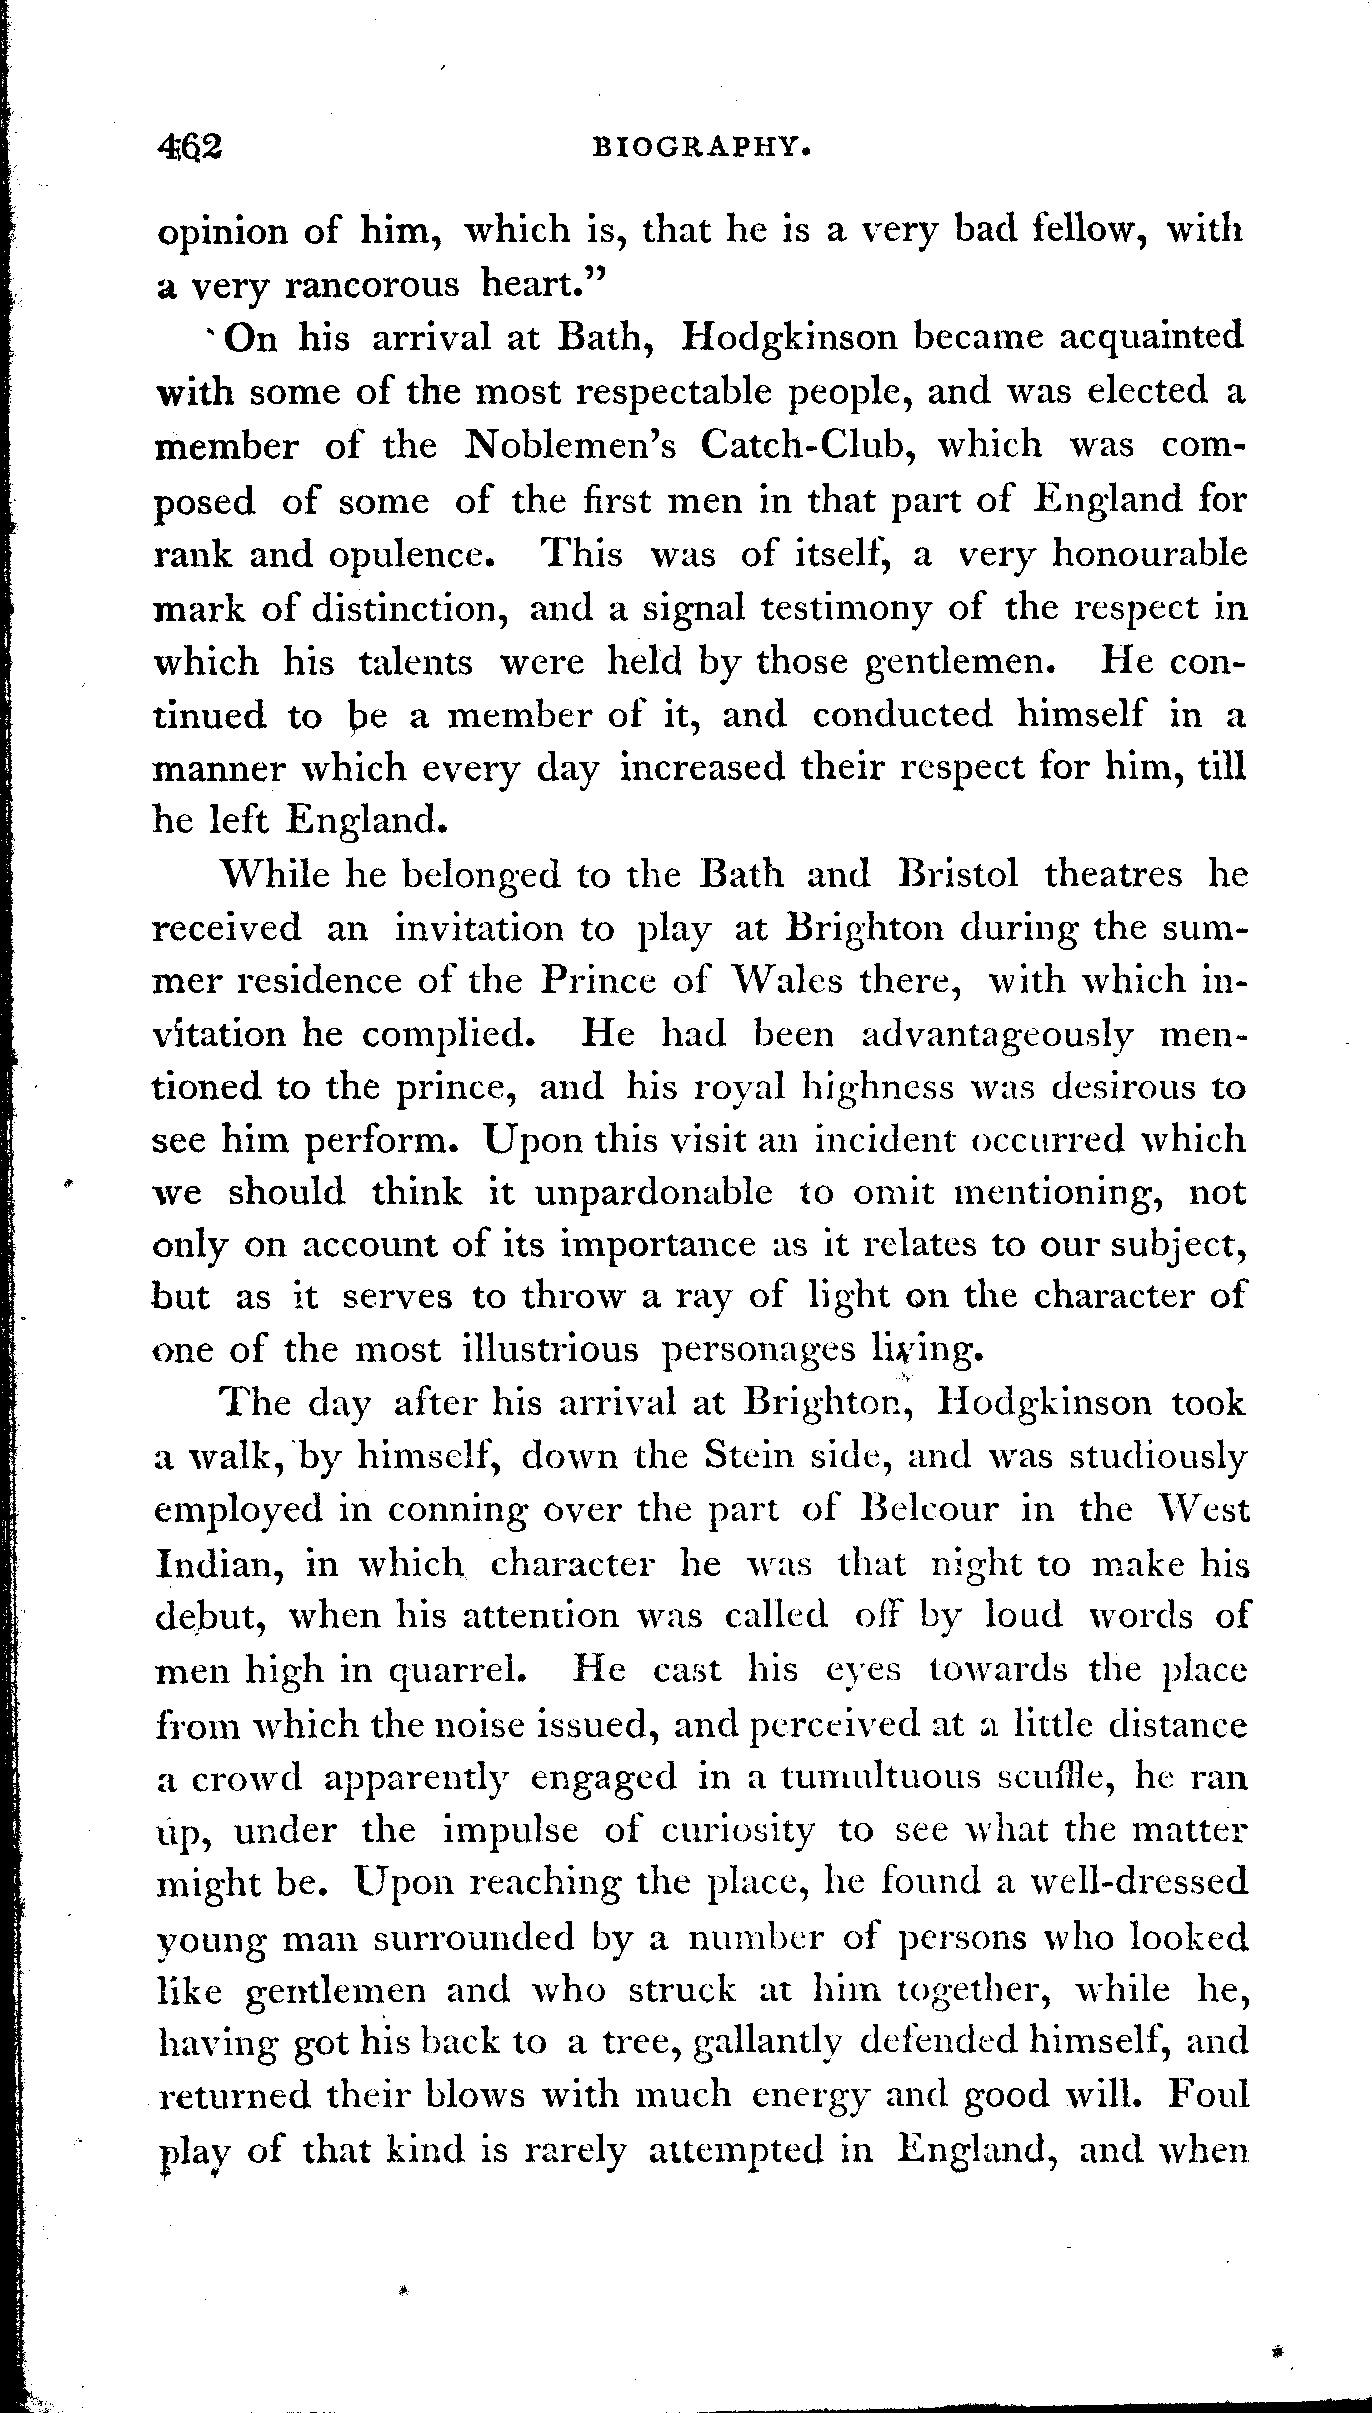 462 BIOGRAPHY.
opinion of him, which is, that he is a very bad fellow, with
a very rancorous heart."
On his arrival at Bath, Hodgkinson became acquainted
with some of the most respectable people, and was elected a
member of the Noblemen's Catch-Club, which was com-
posed of some of the first men in that part of England for
rank and opulence. This was of itself, a very honourable
mark of distinction, and a signal testimony of the respect in
which his talents were held by those gentlemen. He con-
tinued to be a member of it, and conducted himself in a
manner which every day increased their respect for him, till
he left England.
While he belonged to the Bath and Bristol theatres he
received an invitation to play at Brighton during the sum-
mer residence of the Prince of Wales there, with which in-
vitation he complied. He had been advantageously men-
tioned to the prince, and his royal highness was desirous to
see him perform. Upon this visit an incident occurred which
we should think it unpardonable to omit mentioning, not
only on account of its importance as it relates to our subject,
but as it serves to throw a ray of light on the character of
one of the most illustrious personages living.
The day after his arrival at Brighton, Hodgkinson took
a walk, by himself, down the Stein side, and was studiously
employed in conning over the part of Belcour in the West
Indian, in which character he was that night to make his
debut, when his attention was called off by loud words of
men high in quarrel. He cast his eyes towards the place
from which the noise issued, and perceived at a little distance
a crowd apparently engaged in a tumultuous scuffle, he ran
up, under the impulse of curiosity to see what the matter
might be. Upon reaching the place, he found a well-dressed
young man surrounded by a number of persons who looked
like gentlemen and who struck at him together, while he,
having got his back to a tree, gallantly defended himself, and
returned their blows with much energy and good will. Foul
play of that kind is rarely attempted in England, and when